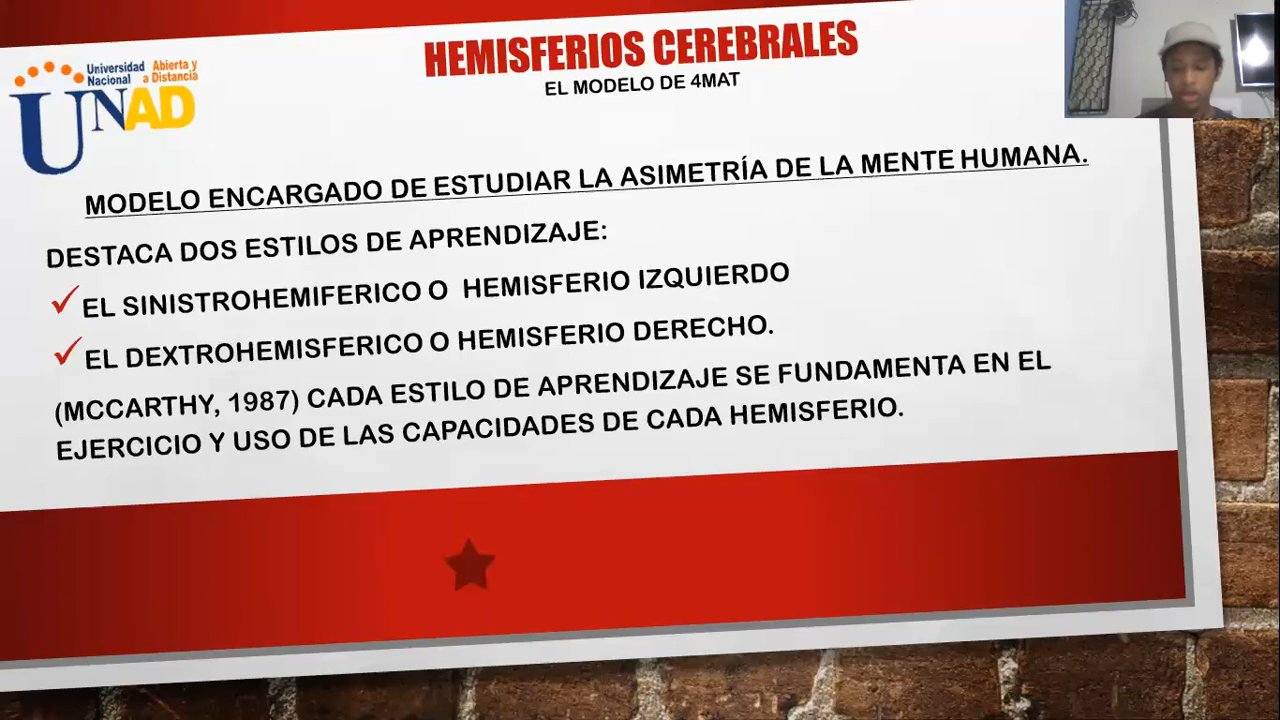 Universidad Abierta y
Nacional a Distancia
UNAD
HEMISFERIOS CEREBRALES
EL MODELO DE 4MAT
MODELO ENCARGADO DE ESTUDIAR LA ASIMETRÍA DE LA MENTE HUMANA.
DESTACA DOS ESTILOS DE APRENDIZAJE:
EL SINISTROHEMIFERICO O HEMISFERIO IZQUIERDO
EL DEXTROHEMISFERICO O HEMISFERIO DERECHO.
(MCCARTHY, 1987) CADA ESTILO DE APRENDIZAJE SE FUNDAMENTA EN EL
EJERCICIO Y USO DE LAS CAPACIDADES DE CADA HEMISFERIO.